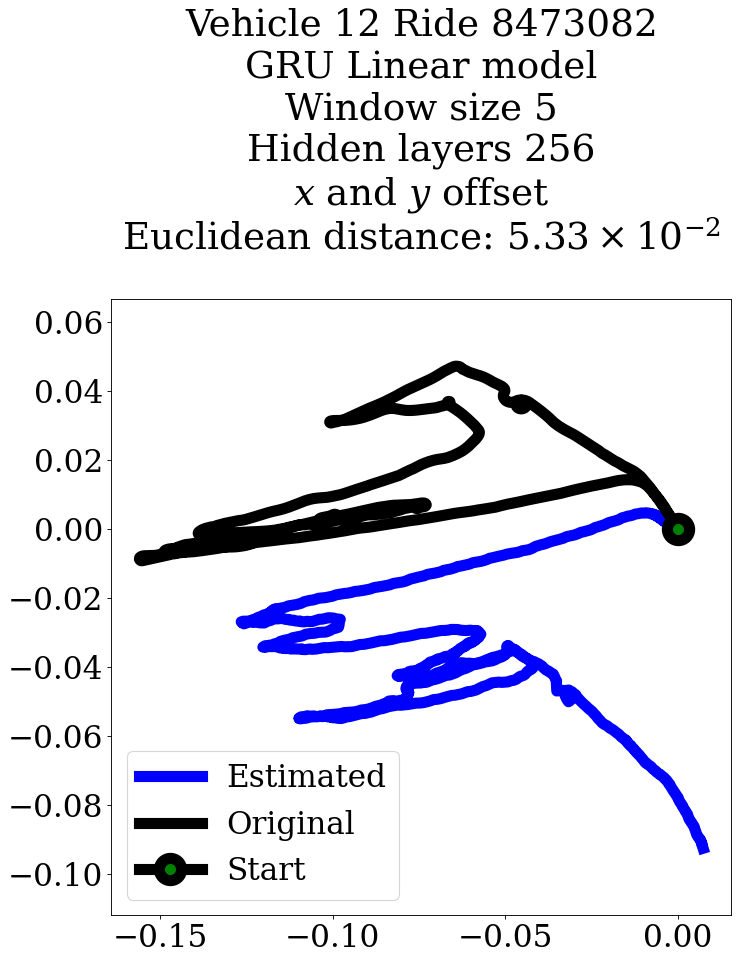 Vehicle 12 Ride 8473082
GRU Linear model
Window size 5
Hidden layers 256
x and y offset
Euclidean distance: 5.33 × 10⁻²
0.06
0.04
0.02
0.00
−0.02
−0.04
−0.06
−0.08
−0.10
Estimated
Original
Start
−0.15 −0.10 −0.05 0.00